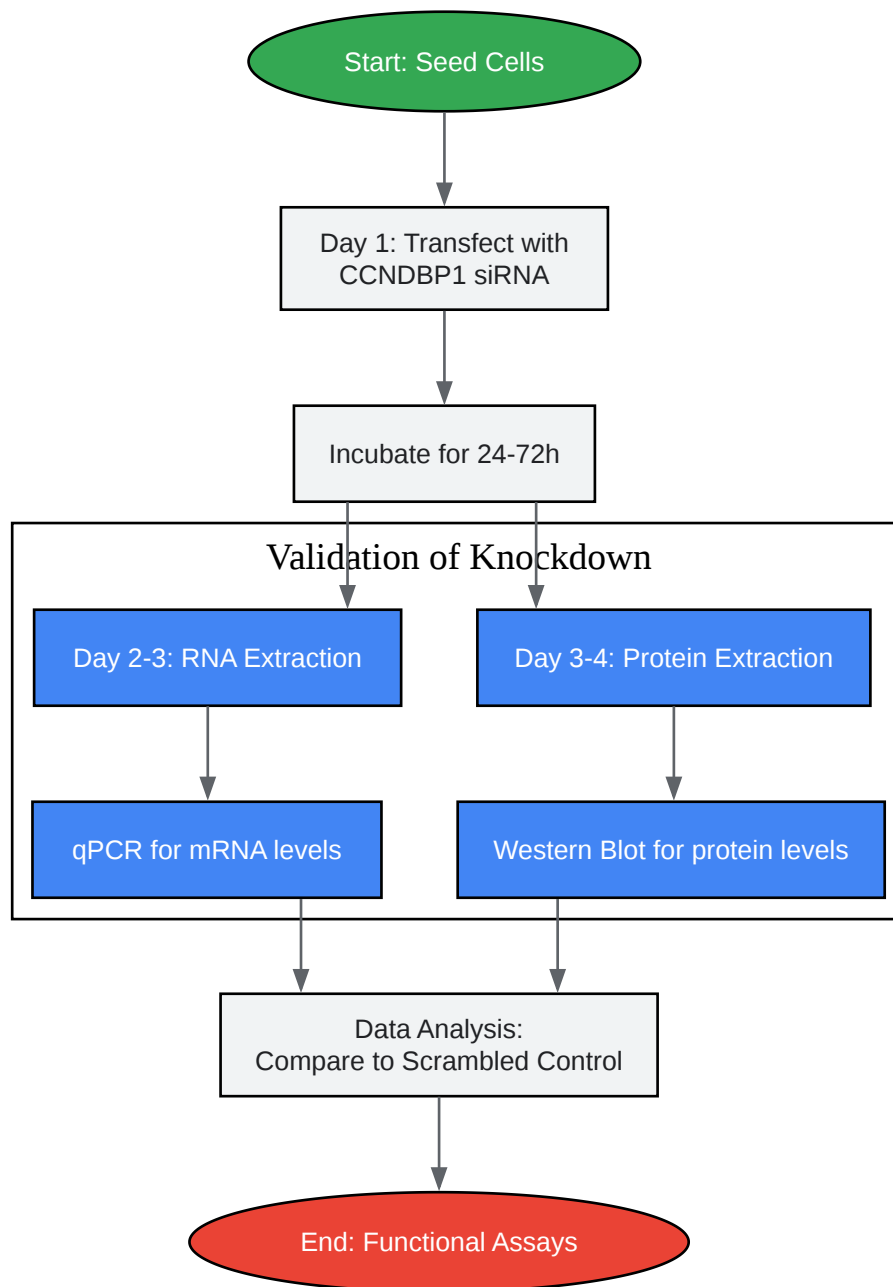 Start: Seed Cells
Day 1: Transfect with
CCNDBP1 siRNA
Incubate for 24-72h
Validation of Knockdown
Day 2-3: RNA Extraction
Day 3-4: Protein Extraction
qPCR for mRNA levels
Western Blot for protein levels
Data Analysis:
Compare to Scrambled Control
End: Functional Assays